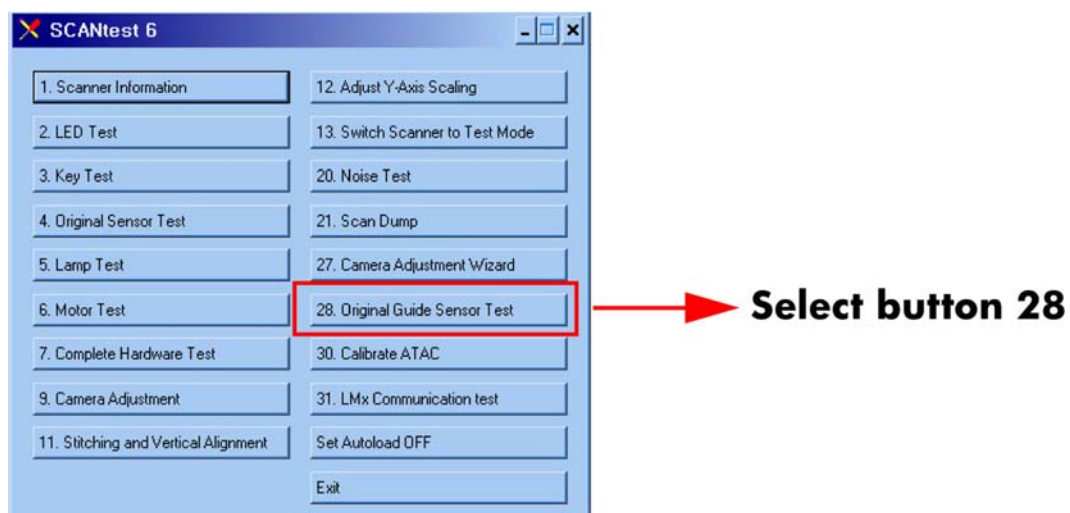 SCANtest 6
1. Scanner Information
2. LED Test
3. Key Test
4. Original Sensor Test
5. Lamp Test
6. Motor Test
7. Complete Hardware Test
9. Camera Adjustment
11. Stitching and Vertical Alignment
12. Adjust Y-Axis Scaling
13. Switch Scanner to Test Mode
20. Noise Test
21. Scan Dump
27. Camera Adjustment Wizard
28. Original Guide Sensor Test
30. Calibrate ATAC
31. LMx Communication test
Set Autoload OFF
Exit
Select button 28